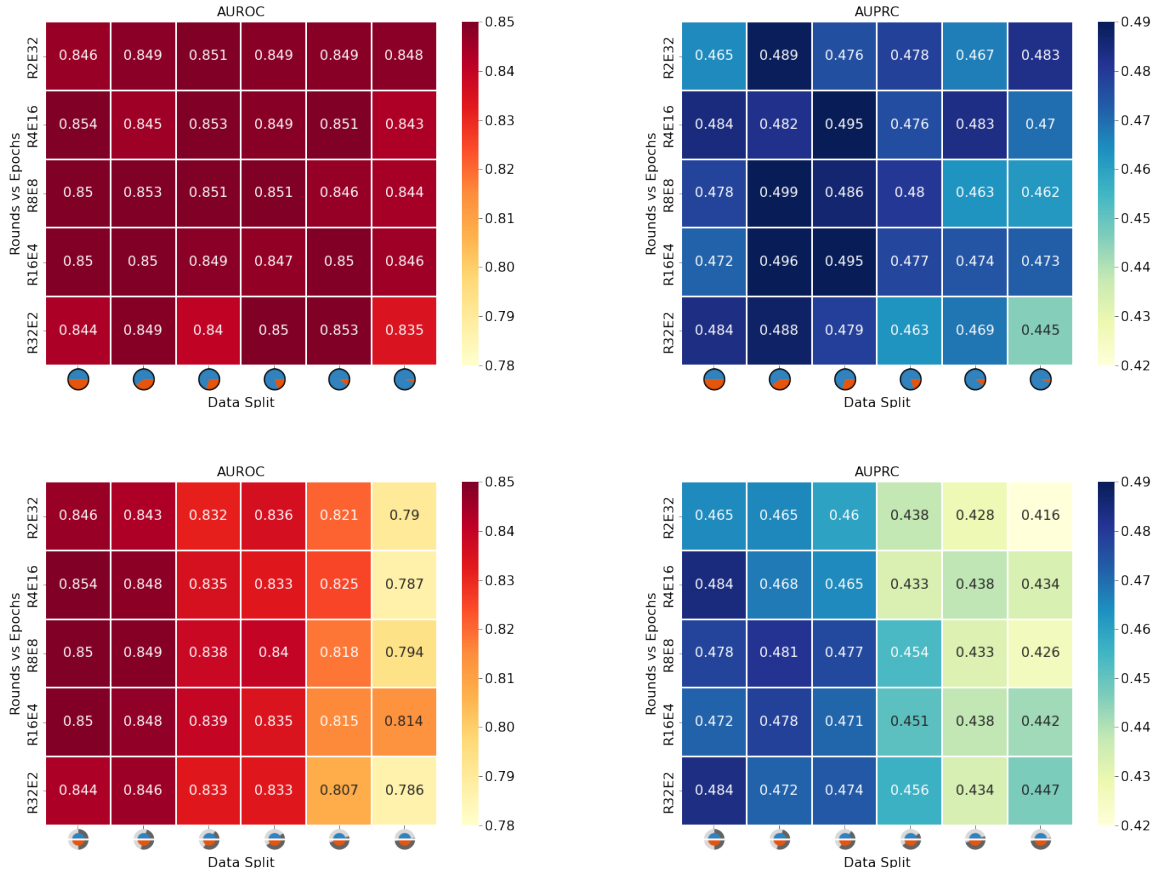 AUROC
Rounds vs Epochs
R2E32 0.846 0.849 0.851 0.849 0.849 0.848
R4E16 0.854 0.845 0.853 0.849 0.851 0.843
R8E8 0.85 0.853 0.851 0.851 0.846 0.844
R16E4 0.85 0.85 0.849 0.847 0.85 0.846
R32E2 0.844 0.849 0.84 0.85 0.853 0.835
Data Split
0.85
0.84
0.83
0.82
0.81
0.80
0.79
0.78
AUPRC
Rounds vs Epochs
R2E32 0.465 0.489 0.476 0.478 0.467 0.483
R4E16 0.484 0.482 0.495 0.476 0.483 0.47
R8E8 0.478 0.499 0.486 0.48 0.463 0.462
R16E4 0.472 0.496 0.495 0.477 0.474 0.473
R32E2 0.484 0.488 0.479 0.463 0.469 0.445
Data Split
0.49
0.48
0.47
0.46
0.45
0.44
0.43
0.42
AUROC
Rounds vs Epochs
R2E32 0.846 0.843 0.832 0.836 0.821 0.79
R4E16 0.854 0.848 0.835 0.833 0.825 0.787
R8E8 0.85 0.849 0.838 0.84 0.818 0.794
R16E4 0.85 0.848 0.839 0.835 0.815 0.814
R32E2 0.844 0.846 0.833 0.833 0.807 0.786
Data Split
0.85
0.84
0.83
0.82
0.81
0.80
0.79
0.78
AUPRC
Rounds vs Epochs
R2E32 0.465 0.465 0.46 0.438 0.428 0.416
R4E16 0.484 0.468 0.465 0.433 0.438 0.434
R8E8 0.478 0.481 0.477 0.454 0.433 0.426
R16E4 0.472 0.478 0.471 0.451 0.438 0.442
R32E2 0.484 0.472 0.474 0.456 0.434 0.447
Data Split
0.49
0.48
0.47
0.46
0.45
0.44
0.43
0.42